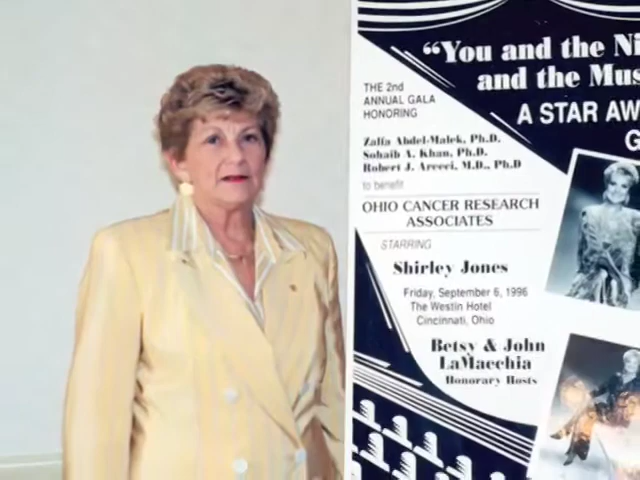 “You and the Ni
and the Mus
A STAR AW
G
THE 2nd
ANNUAL GALA
HONORING
Zalfa Abdel-Malek, Ph.D.
Sohaib A. Khan, Ph.D.
Robert J. Arceci, M.D., Ph.D
to benefit
OHIO CANCER RESEARCH
ASSOCIATES
STARRING
Shirley Jones
Friday, September 6, 1996
The Westin Hotel
Cincinnati, Ohio
Betsy & John
LaMacchia
Honorary Hosts